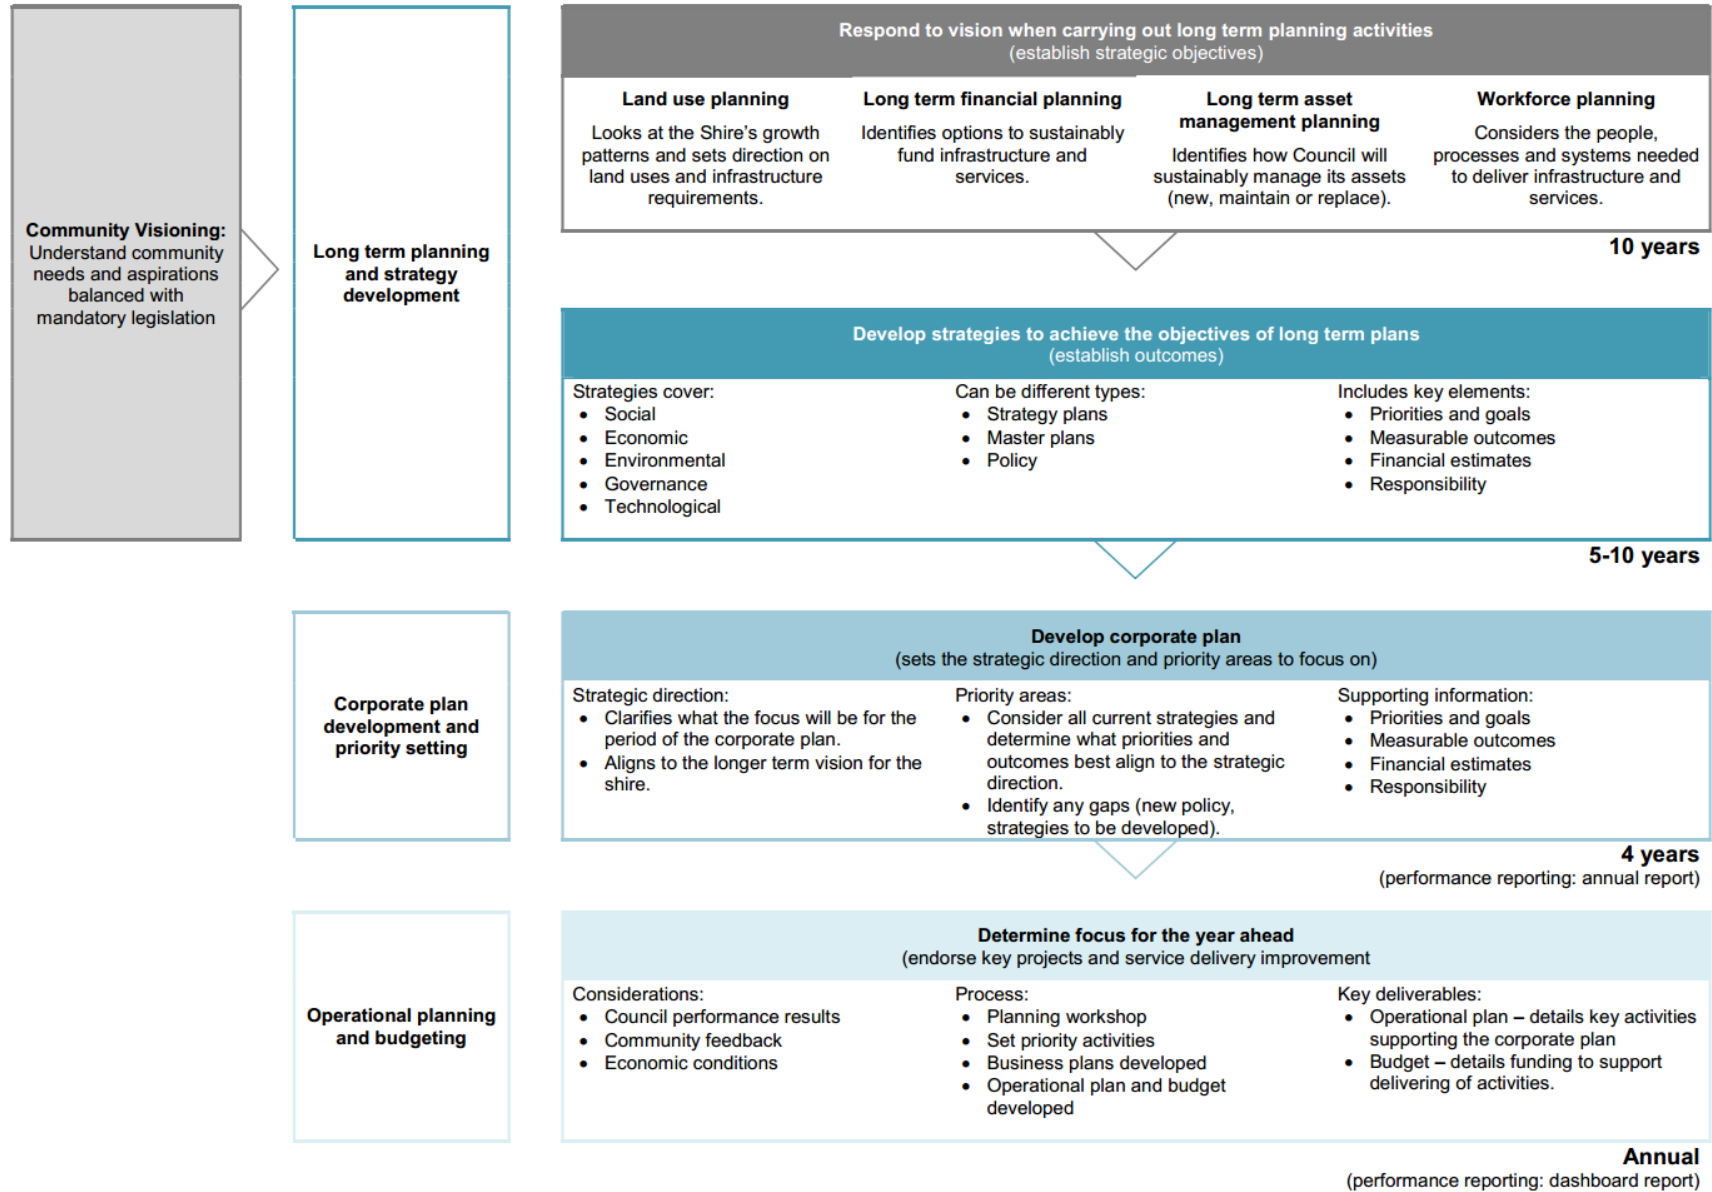 Community Visioning:
Understand community
needs and aspirations
balanced with
mandatory legislation
Long term planning
and strategy
development
Respond to vision when carrying out long term planning activities
(establish strategic objectives)
Land use planning
Looks at the Shire's growth
patterns and sets direction on
land uses and infrastructure
requirements.
Long term financial planning
Identifies options to sustainably
fund infrastructure and
services.
Long term asset
management planning
Identifies how Council will
sustainably manage its assets
(new, maintain or replace).
Workforce planning
Considers the people,
processes and systems needed
to deliver infrastructure and
services.
10 years
Develop strategies to achieve the objectives of long term plans
(establish outcomes)
Strategies cover:
• Social
• Economic
• Environmental
• Governance
• Technological
Can be different types:
• Strategy plans
• Master plans
• Policy
Includes key elements:
• Priorities and goals
• Measurable outcomes
• Financial estimates
• Responsibility
5-10 years
Corporate plan
development and
priority setting
Develop corporate plan
(sets the strategic direction and priority areas to focus on)
Strategic direction:
• Clarifies what the focus will be for the
period of the corporate plan.
• Aligns to the longer term vision for the
shire.
Priority areas:
• Consider all current strategies and
determine what priorities and
outcomes best align to the strategic
direction.
• Identify any gaps (new policy,
strategies to be developed).
Supporting information:
• Priorities and goals
• Measurable outcomes
• Financial estimates
• Responsibility
4 years
(performance reporting: annual report)
Operational planning
and budgeting
Determine focus for the year ahead
(endorse key projects and service delivery improvement
Considerations:
• Council performance results
• Community feedback
• Economic conditions
Process:
• Planning workshop
• Set priority activities
• Business plans developed
• Operational plan and budget
developed
Key deliverables:
• Operational plan – details key activities
supporting the corporate plan
• Budget – details funding to support
delivering of activities.
Annual
(performance reporting: dashboard report)